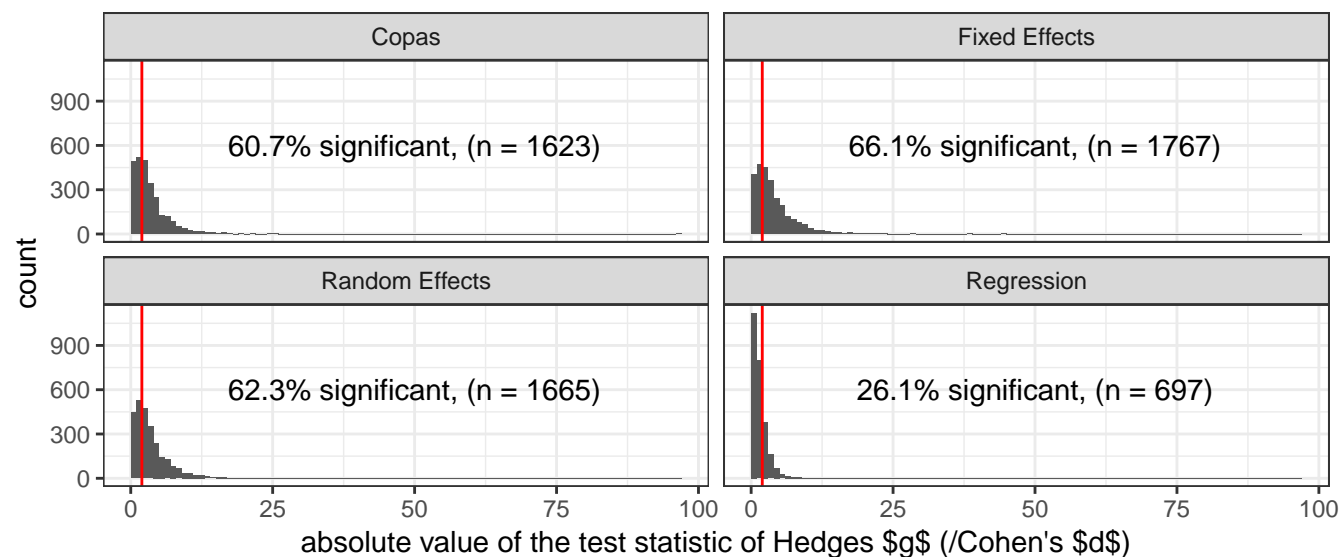 Copas
Fixed Effects
900
600
300
0
60.7% significant, (n = 1623)
66.1% significant, (n = 1767)
count
Random Effects
Regression
900
600
300
0
62.3% significant, (n = 1665)
26.1% significant, (n = 697)
0 25 50 75 100
0 25 50 75 100
absolute value of the test statistic of Hedges $g$ (/Cohen's $d$)